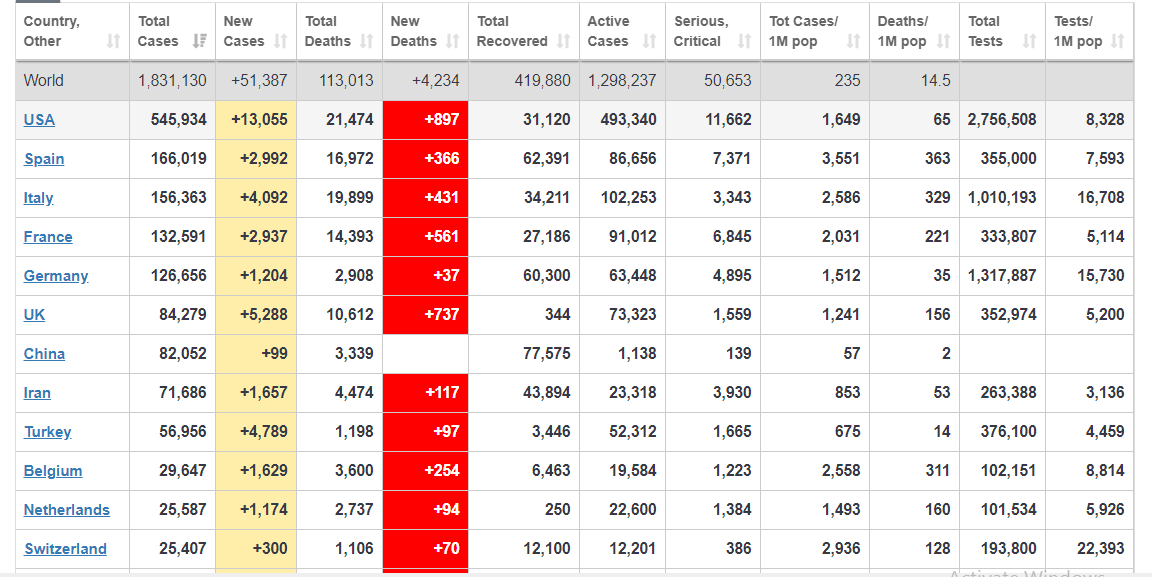 Country, Other Total Cases New Cases Total Deaths New Deaths Total Recovered Active Cases Serious, Critical Tot Cases/ 1M pop Deaths/ 1M pop Total Tests Tests/ 1M pop
World 1,831,130 +51,387 113,013 +4,234 419,880 1,298,237 50,653 235 14.5
USA 545,934 +13,055 21,474 +897 31,120 493,340 11,662 1,649 65 2,756,508 8,328
Spain 166,019 +2,992 16,972 +366 62,391 86,656 7,371 3,551 363 355,000 7,593
Italy 156,363 +4,092 19,899 +431 34,211 102,253 3,343 2,586 329 1,010,193 16,708
France 132,591 +2,937 14,393 +561 27,186 91,012 6,845 2,031 221 333,807 5,114
Germany 126,656 +1,204 2,908 +37 60,300 63,448 4,895 1,512 35 1,317,887 15,730
UK 84,279 +5,288 10,612 +737 344 73,323 1,559 1,241 156 352,974 5,200
China 82,052 +99 3,339 77,575 1,138 139 57 2
Iran 71,686 +1,657 4,474 +117 43,894 23,318 3,930 853 53 263,388 3,136
Turkey 56,956 +4,789 1,198 +97 3,446 52,312 1,665 675 14 376,100 4,459
Belgium 29,647 +1,629 3,600 +254 6,463 19,584 1,223 2,558 311 102,151 8,814
Netherlands 25,587 +1,174 2,737 +94 250 22,600 1,384 1,493 160 101,534 5,926
Switzerland 25,407 +300 1,106 +70 12,100 12,201 386 2,936 128 193,800 22,393
Activate Windows